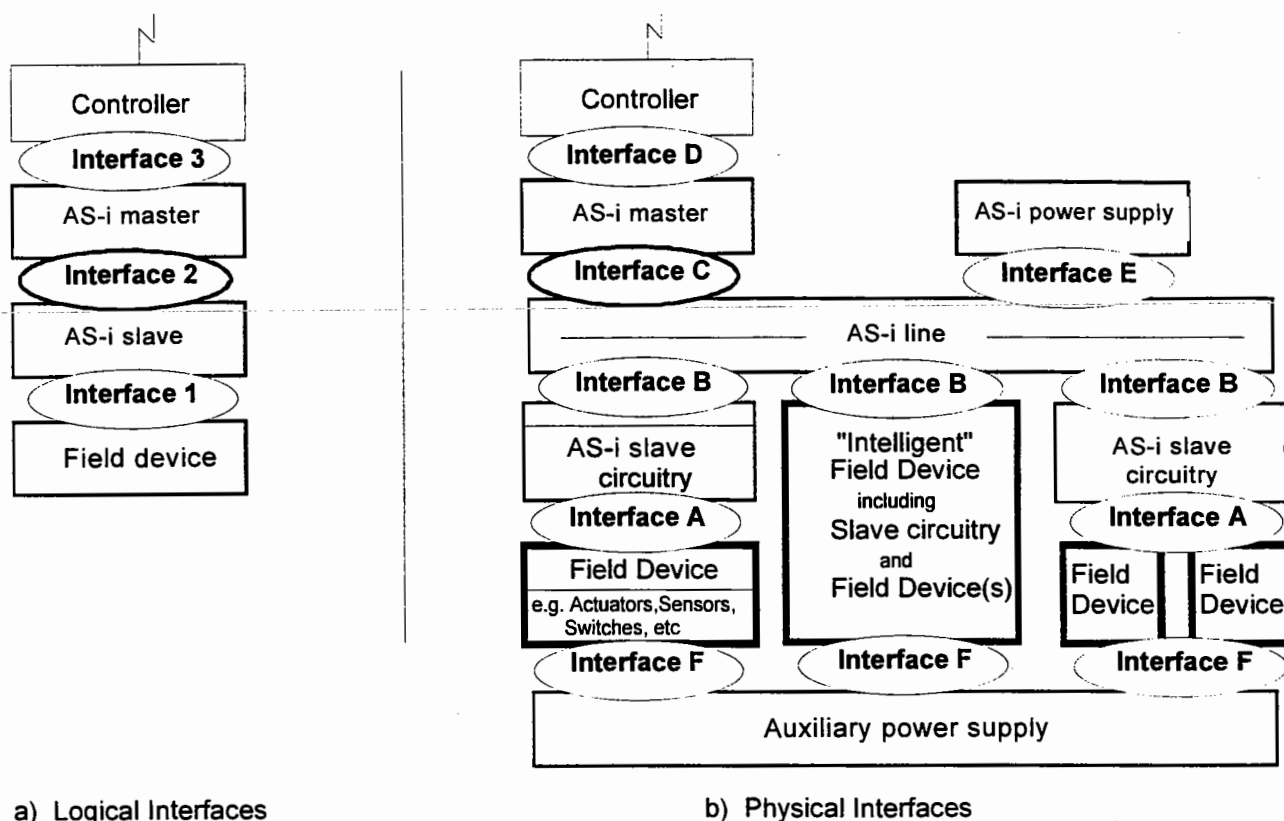 Controller
Interface 3
AS-i master
Interface 2
AS-i slave
Interface 1
Field device
a) Logical Interfaces
Controller
Interface D
AS-i master
AS-i power supply
Interface C
Interface E
AS-i line
Interface B
Interface B
Interface B
AS-i slave
circuitry
"Intelligent"
Field Device
including
Slave circuitry
and
Field Device(s)
AS-i slave
circuitry
Interface A
Interface A
Field Device
e.g. Actuators,Sensors,
Switches, etc
Field
Device
Field
Device
Interface F
Interface F
Interface F
Auxiliary power supply
b) Physical Interfaces